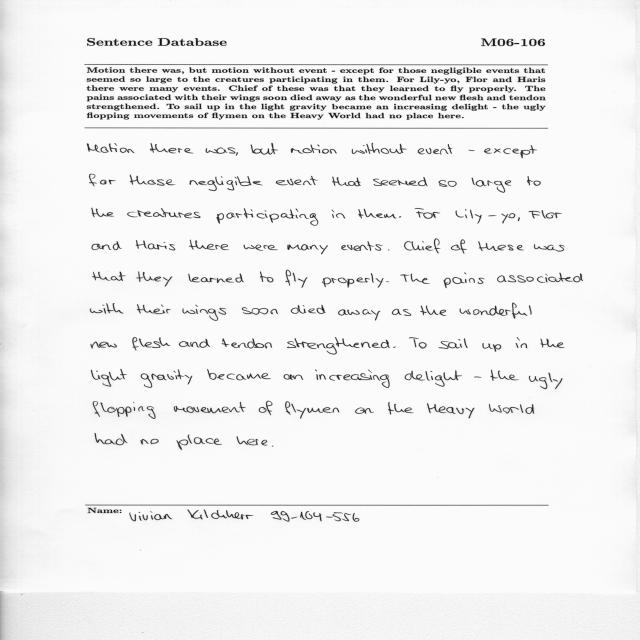 Sentence Database M06-106
Motion there was, but motion without event - except for those negligible events that
seemed so large to the creatures participating in them. For Lily-yo, Flor and Haris
there were many events. Chief of these was that they learned to fly properly. The
pains associated with their wings soon died away as the wonderful new flesh and tendon
strengthened. To sail up in the light gravity became an increasing delight - the ugly
flopping movements of flymen on the Heavy World had no place here.
Motion there was, but motion without event - except
for those negligible event that seemed so large to
the creatures participating in them. For Lily-yo, Flor
and Haris there were many events. Chief of these was
that they learned to fly properly. The pains associated
with their wings soon died away as the wonderful
new flesh and tendon strengthened. To sail up in the
light gravity became an increasing delight - the ugly
flopping movement of flymen on the Heavy World
had no place here.
Name: Vivian Kilchherr 99-104-556